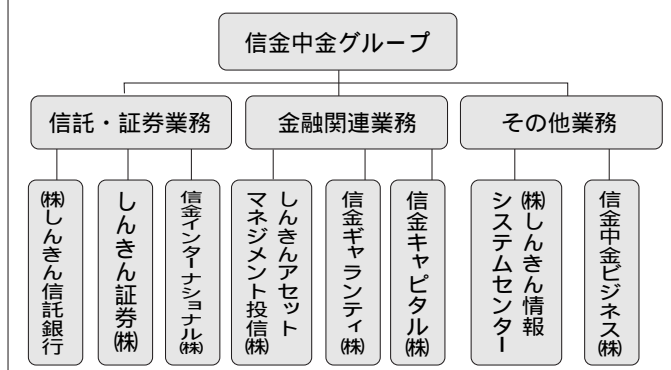 信金中金グループ
信託・証券業務
金融関連業務
その他業務
㈱しんきん信託銀行
しんきん証券㈱
信金インターナショナル㈱
しんきんアセット
マネジメント投信㈱
信金ギャランティ㈱
信金キャピタル㈱
㈱しんきん情報
システムセンター
信金中金ビジネス㈱